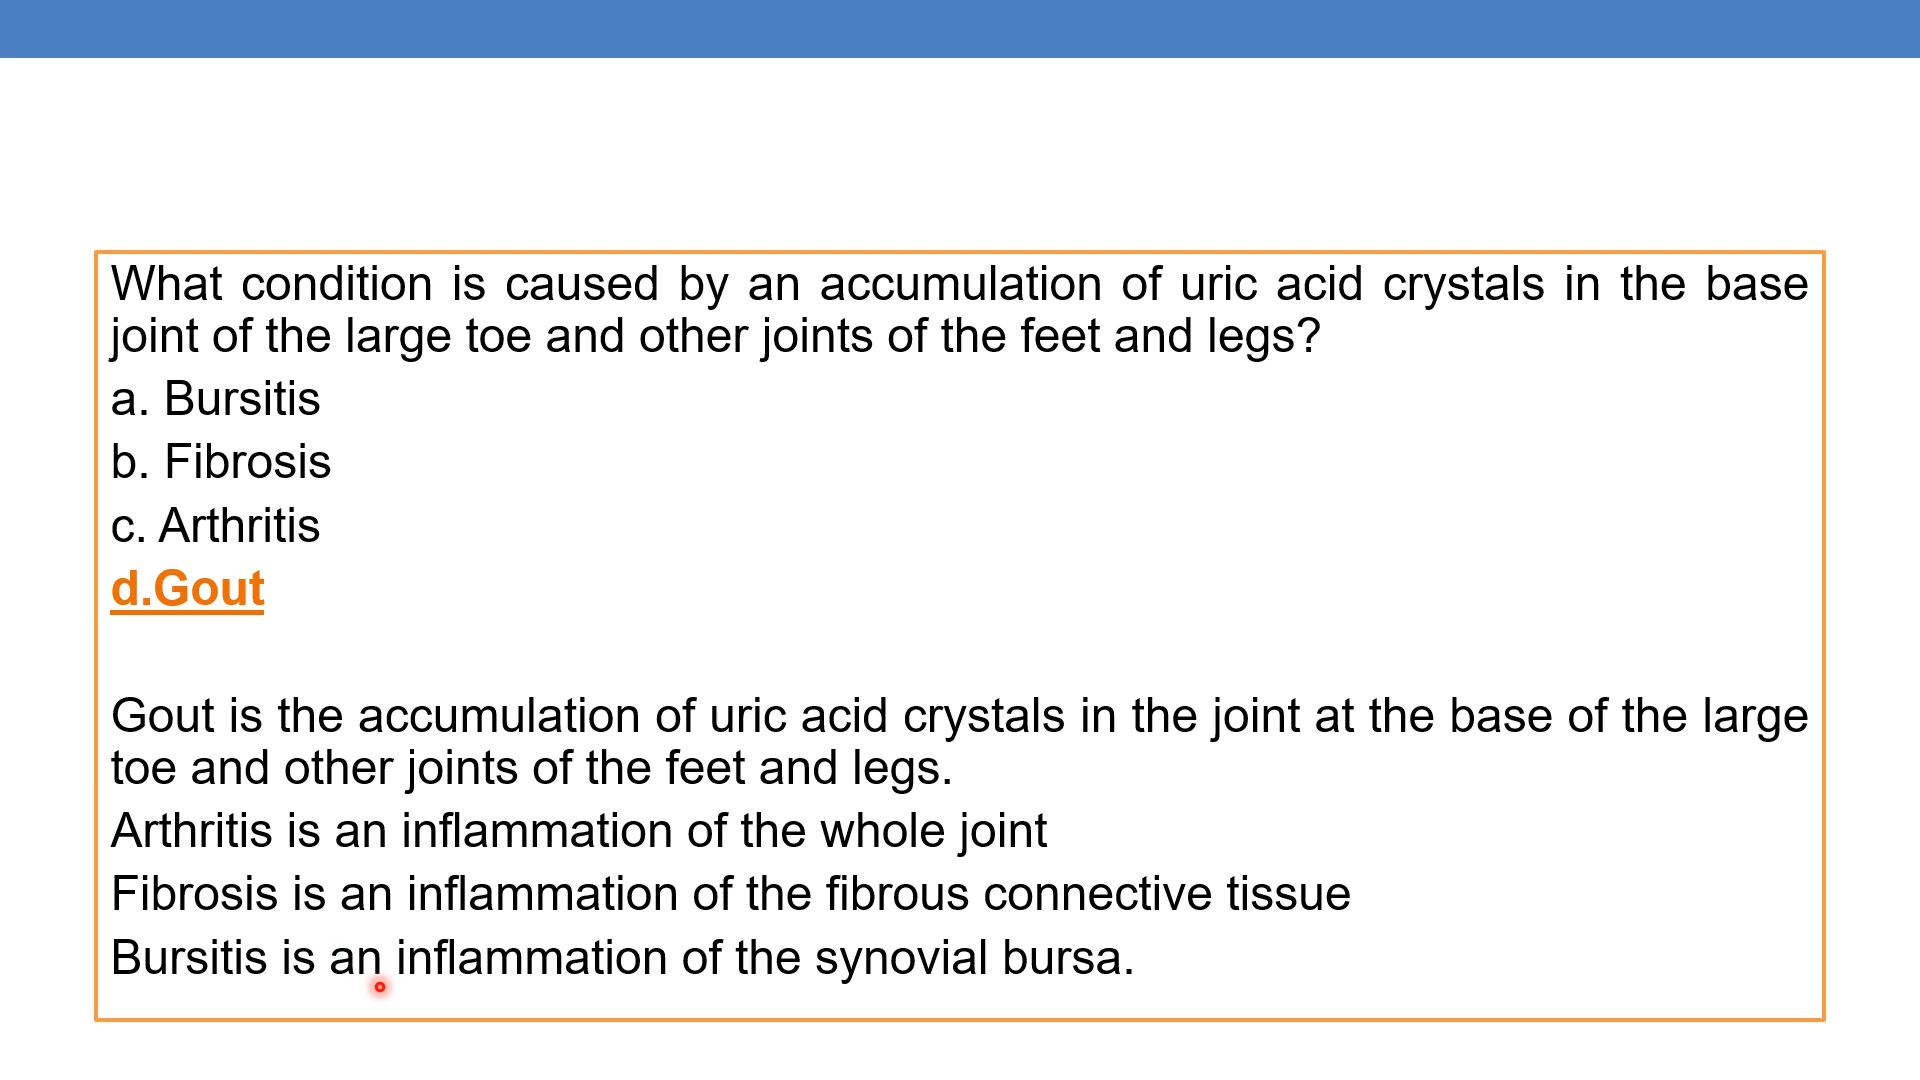 What condition is caused by an accumulation of uric acid crystals in the base
joint of the large toe and other joints of the feet and legs?
a. Bursitis
b. Fibrosis
c. Arthritis
d.Gout
Gout is the accumulation of uric acid crystals in the joint at the base of the large
toe and other joints of the feet and legs.
Arthritis is an inflammation of the whole joint
Fibrosis is an inflammation of the fibrous connective tissue
Bursitis is an inflammation of the synovial bursa.